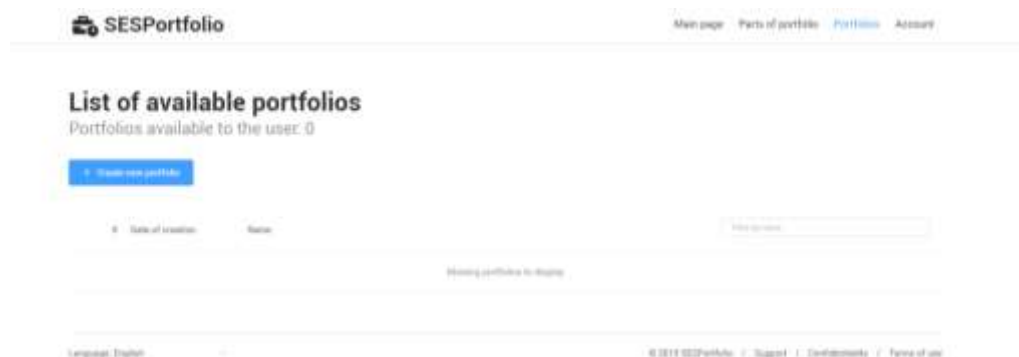 SESPortfolio
Main page Parts of portfolio Portfolios Account
List of available portfolios
Portfolios available to the user: 0
+ Create new portfolio
# Date of creation Name
Missing portfolios to display
Language: English
© 2019 SESPortfolio / Support / Confidentiality / Terms of use